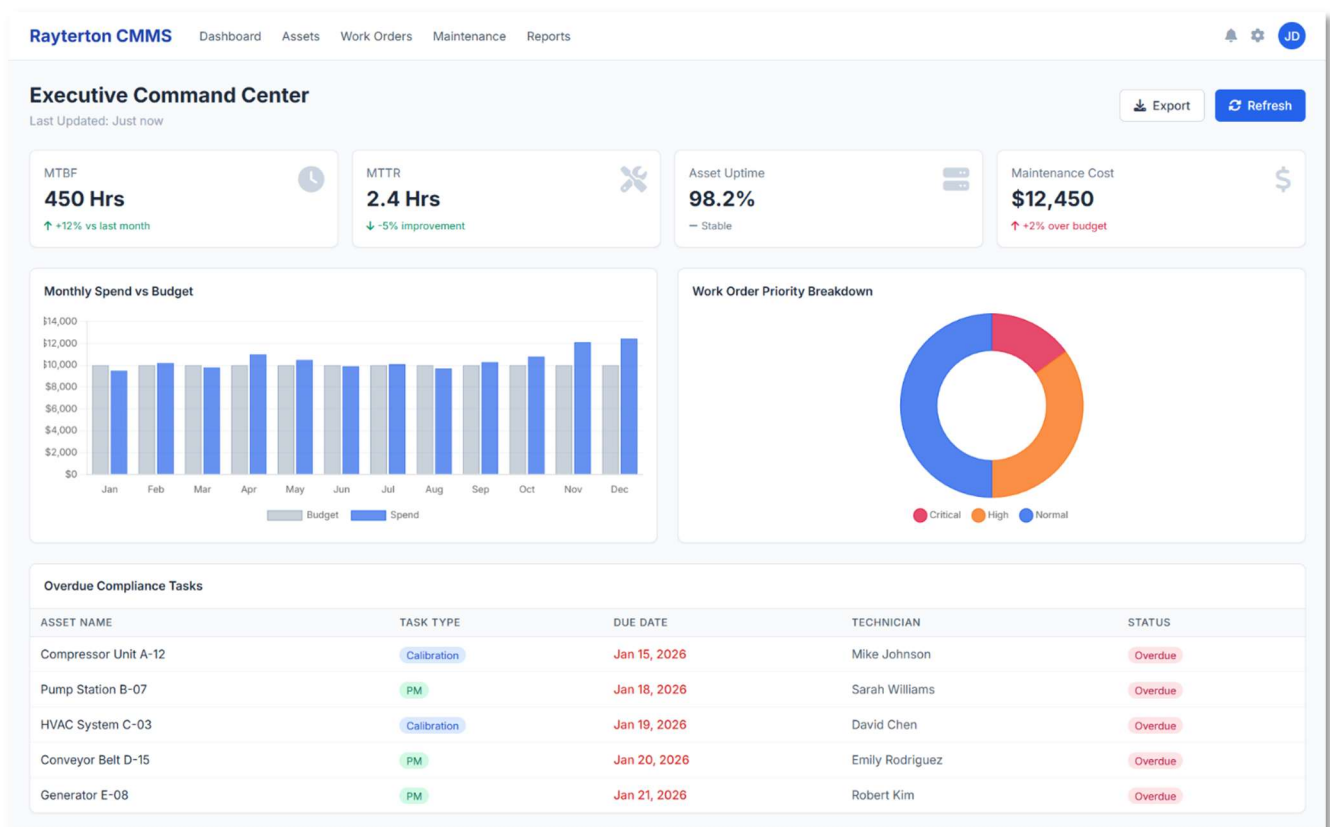 Rayterton CMMS Dashboard Assets Work Orders Maintenance Reports JD
Executive Command Center
Last Updated: Just now
Export Refresh
MTBF
450 Hrs
+12% vs last month
MTTR
2.4 Hrs
-5% improvement
Asset Uptime
98.2%
Stable
Maintenance Cost
$12,450
+2% over budget
Monthly Spend vs Budget
$14,000
$12,000
$10,000
$8,000
$6,000
$4,000
$2,000
$0
Jan Feb Mar Apr May Jun Jul Aug Sep Oct Nov Dec
Budget Spend
Work Order Priority Breakdown
Critical High Normal
Overdue Compliance Tasks
ASSET NAME TASK TYPE DUE DATE TECHNICIAN STATUS
Compressor Unit A-12 Calibration Jan 15, 2026 Mike Johnson Overdue
Pump Station B-07 PM Jan 18, 2026 Sarah Williams Overdue
HVAC System C-03 Calibration Jan 19, 2026 David Chen Overdue
Conveyor Belt D-15 PM Jan 20, 2026 Emily Rodriguez Overdue
Generator E-08 PM Jan 21, 2026 Robert Kim Overdue